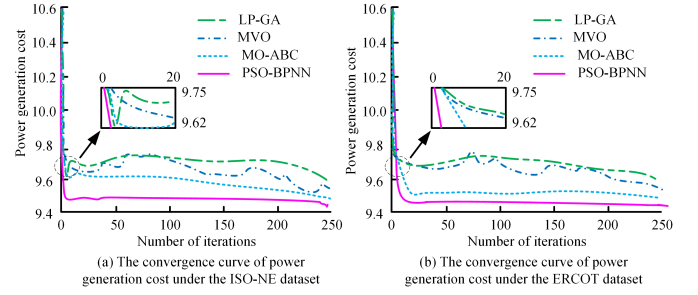 10.6
10.4
10.2
10.0
9.8
9.6
9.4
Power generation cost
LP-GA
MVO
MO-ABC
PSO-BPNN
0 20
9.75
9.62
0 50 100 150 200 250
Number of iterations
(a) The convergence curve of power
generation cost under the ISO-NE dataset
10.6
10.4
10.2
10.0
9.8
9.6
9.4
Power generation cost
LP-GA
MVO
MO-ABC
PSO-BPNN
0 20
9.75
9.62
0 50 100 150 200 250
Number of iterations
(b) The convergence curve of power
generation cost under the ERCOT dataset